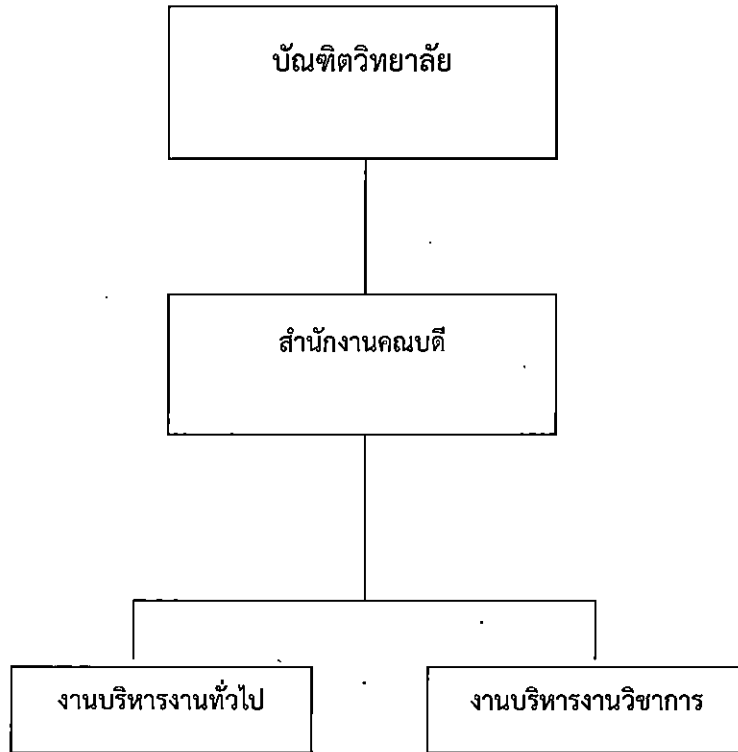 บัณฑิตวิทยาลัย
สำนักงานคณบดี
งานบริหารงานทั่วไป
งานบริหารงานวิชาการ